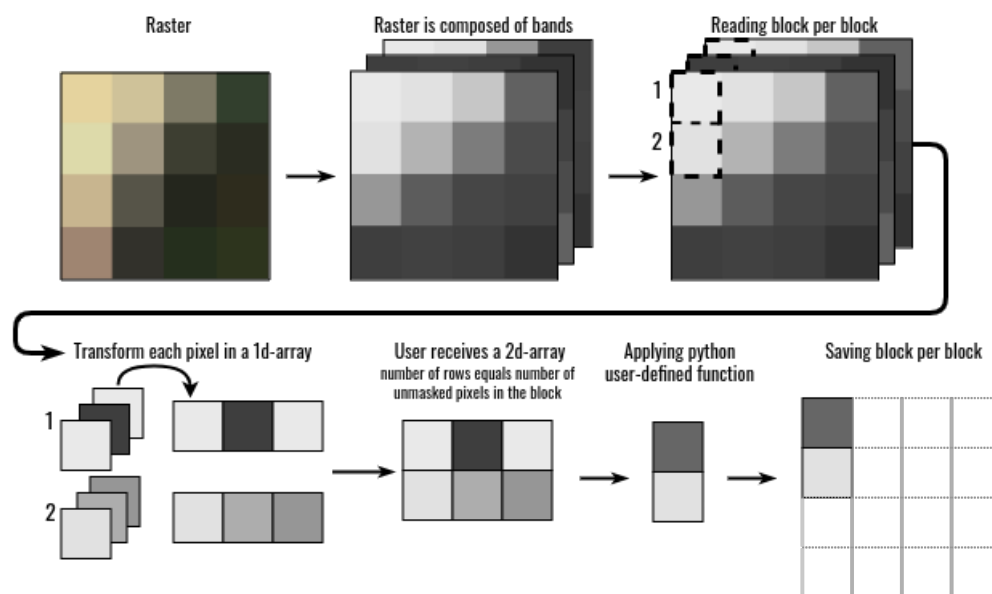 Raster
Raster is composed of bands
Reading block per block
1
2
Transform each pixel in a 1d-array
User receives a 2d-array
number of rows equals number of
unmasked pixels in the block
Applying python
user-defined function
Saving block per block
1
2